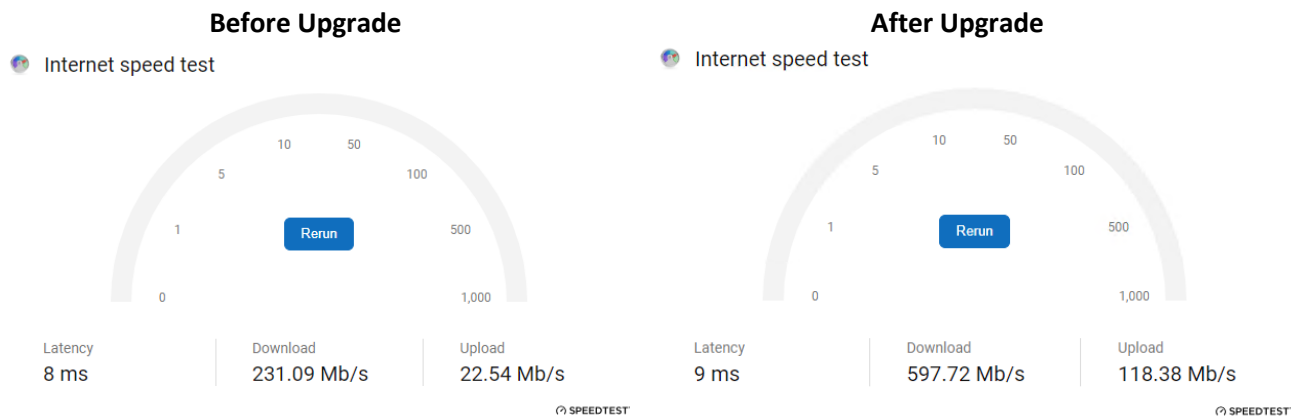 Before Upgrade
Internet speed test
10
50
5
100
1
500
Rerun
0
1,000
Latency
Download
Upload
8 ms
231.09 Mb/s
22.54 Mb/s
SPEEDTEST
After Upgrade
Internet speed test
10
50
5
100
1
500
Rerun
0
1,000
Latency
Download
Upload
9 ms
597.72 Mb/s
118.38 Mb/s
SPEEDTEST